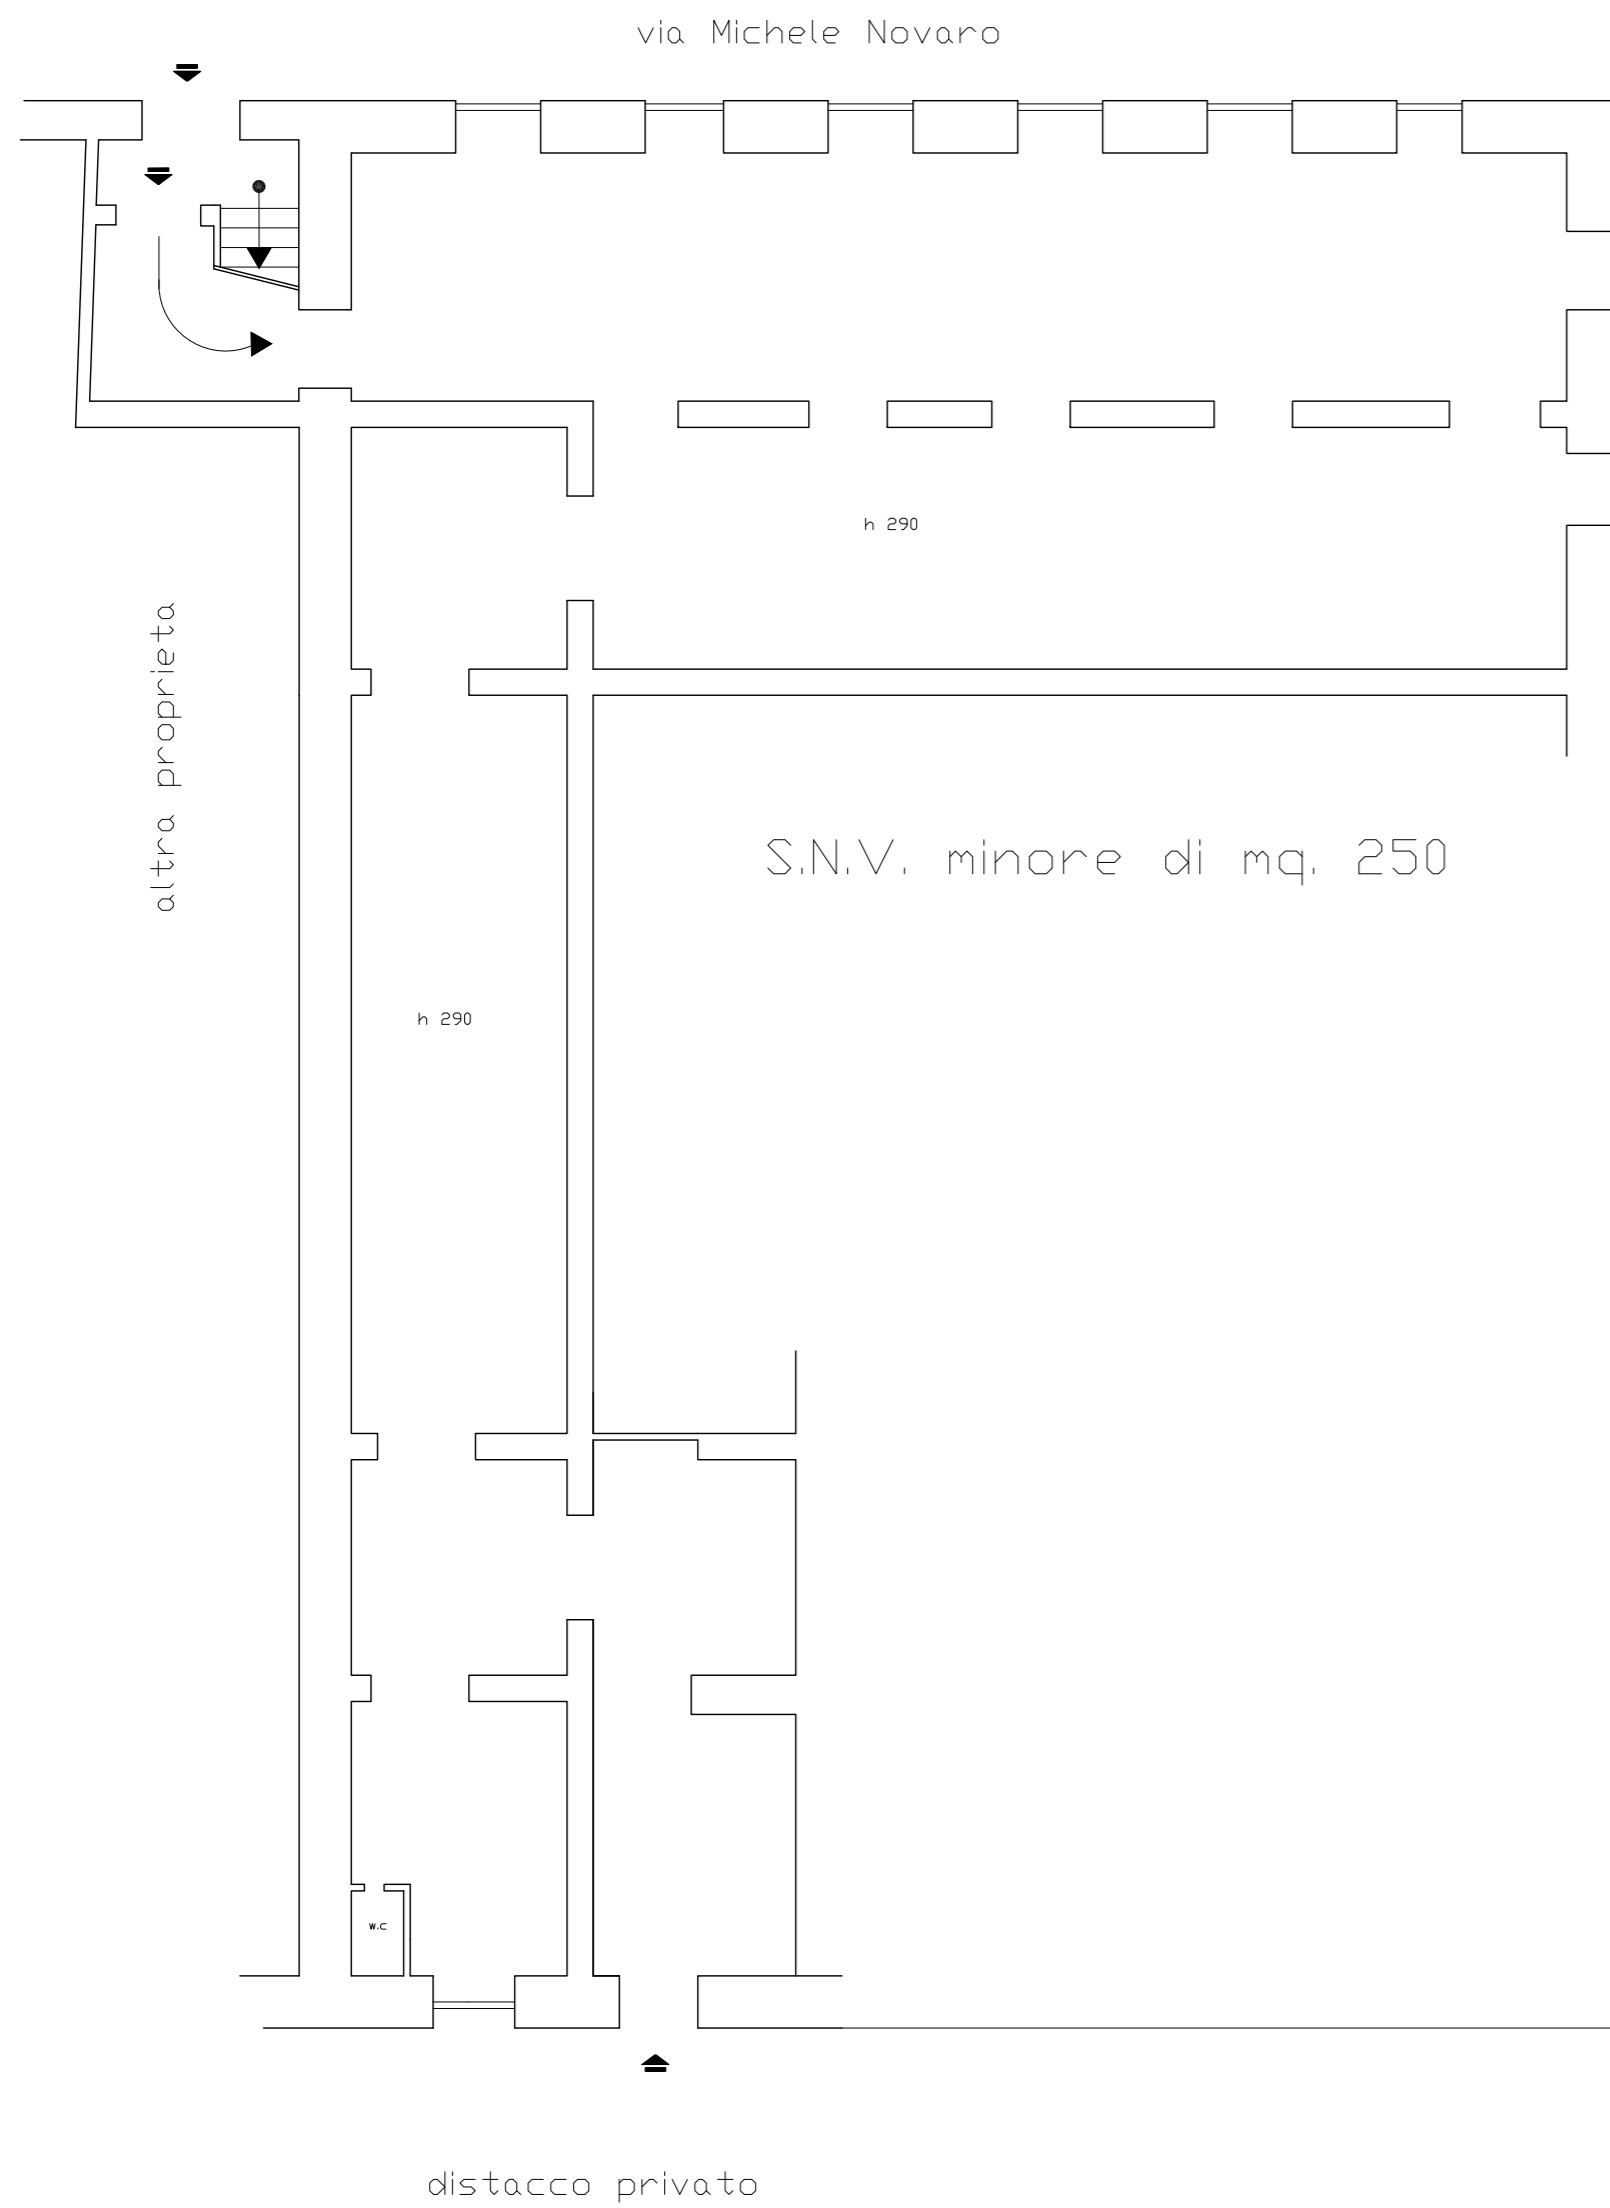 via Michele Novaro
h 290
altra proprieta
S.N.V. minore di mq. 250
h 290
w.c
distacco privato